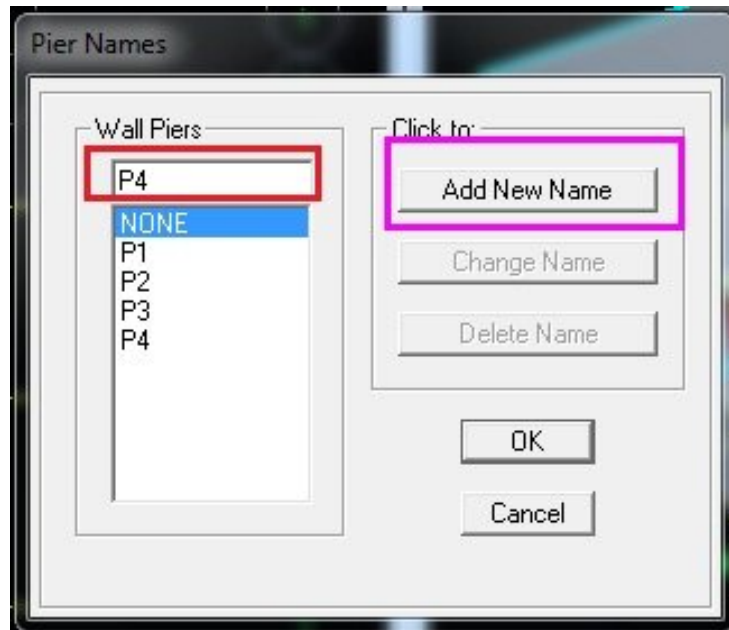 Pier Names
Wall Piers
P4
NONE
P1
P2
P3
P4
Click to:
Add New Name
Change Name
Delete Name
OK
Cancel